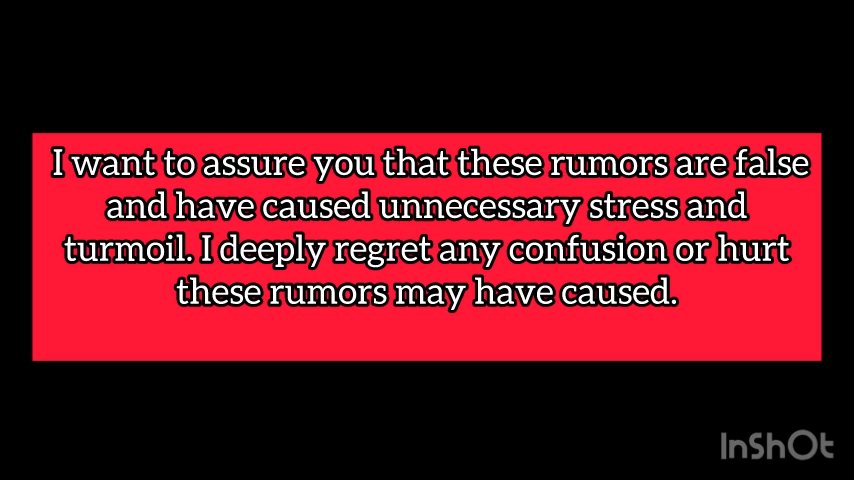 I want to assure you that these rumors are false
and have caused unnecessary stress and
turmoil. I deeply regret any confusion or hurt
these rumors may have caused.
InShOt